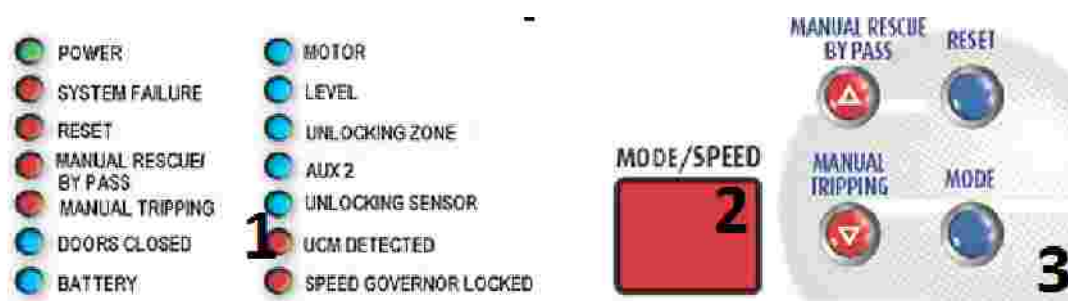 POWER
SYSTEM FAILURE
RESET
MANUAL RESCUE/
BY PASS
MANUAL TRIPPING
DOORS CLOSED
BATTERY
MOTOR
LEVEL
UNLOCKING ZONE
AUX 2
UNLOCKING SENSOR
UCM DETECTED
SPEED GOVERNOR LOCKED
1
MODE/SPEED
2
MANUAL RESCUE
BY PASS
RESET
MANUAL
TRIPPING
MODE
3